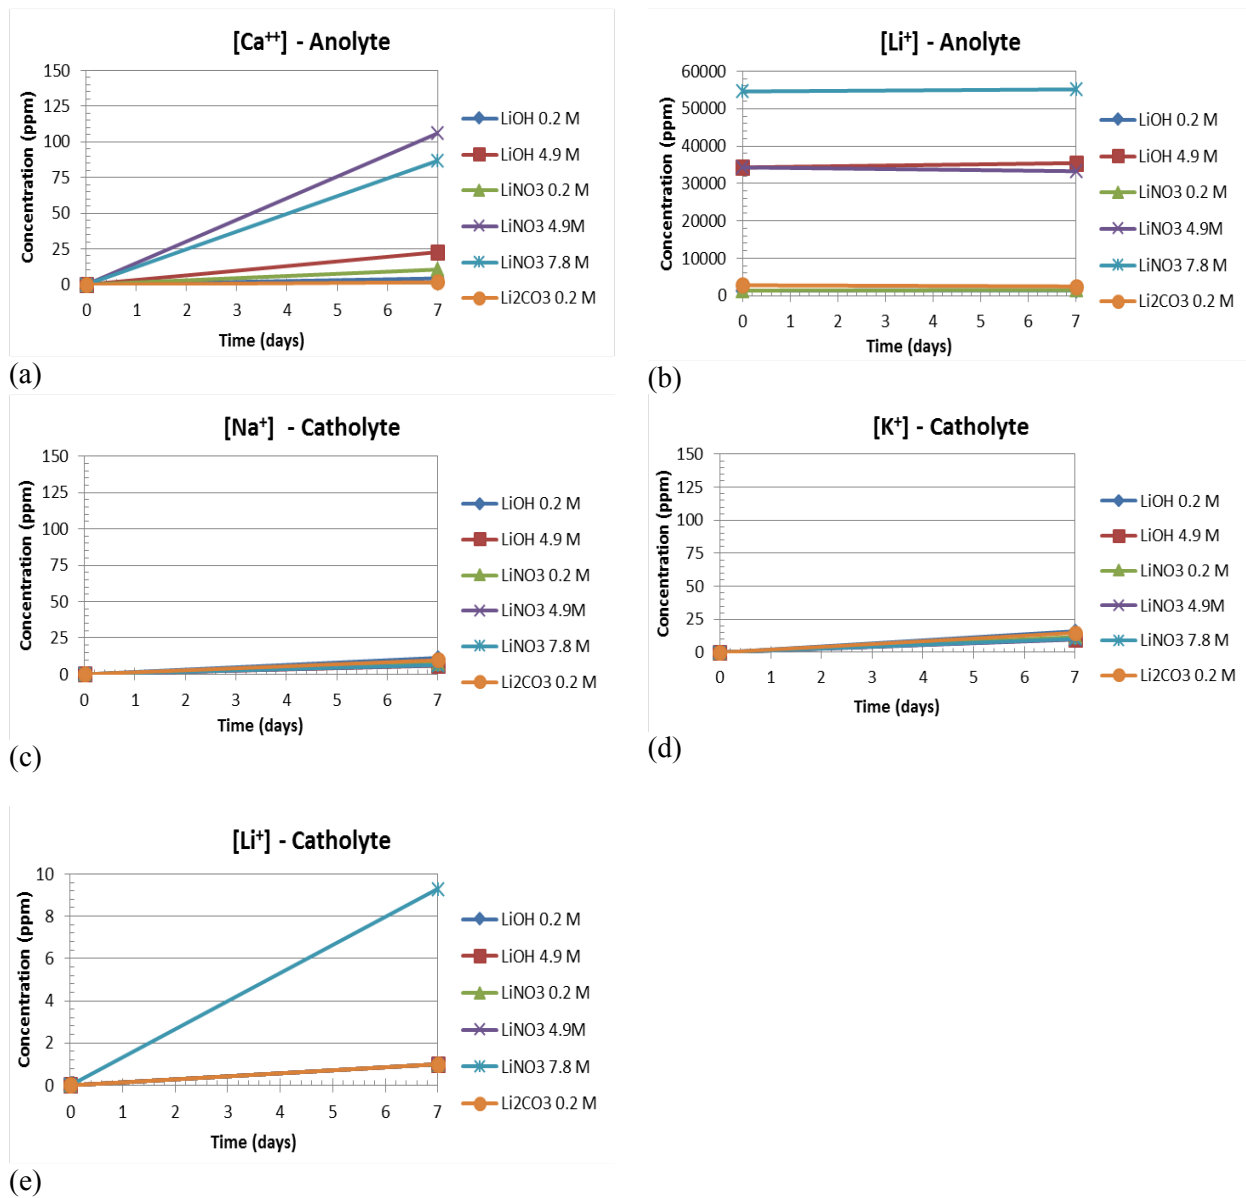 [Ca⁺⁺] - Anolyte
Concentration (ppm)
150
125
100
75
50
25
0
0 1 2 3 4 5 6 7
Time (days)
LiOH 0.2 M
LiOH 4.9 M
LiNO3 0.2 M
LiNO3 4.9M
LiNO3 7.8 M
Li2CO3 0.2 M
(a)
[Li⁺] - Anolyte
Concentration (ppm)
60000
50000
40000
30000
20000
10000
0
0 1 2 3 4 5 6 7
Time (days)
LiOH 0.2 M
LiOH 4.9 M
LiNO3 0.2 M
LiNO3 4.9M
LiNO3 7.8 M
Li2CO3 0.2 M
(b)
[Na⁺] - Catholyte
Concentration (ppm)
150
125
100
75
50
25
0
0 1 2 3 4 5 6 7
Time (days)
LiOH 0.2 M
LiOH 4.9 M
LiNO3 0.2 M
LiNO3 4.9M
LiNO3 7.8 M
Li2CO3 0.2 M
(c)
[K⁺] - Catholyte
Concentration (ppm)
150
125
100
75
50
25
0
0 1 2 3 4 5 6 7
Time (days)
LiOH 0.2 M
LiOH 4.9 M
LiNO3 0.2 M
LiNO3 4.9M
LiNO3 7.8 M
Li2CO3 0.2 M
(d)
[Li⁺] - Catholyte
Concentration (ppm)
10
8
6
4
2
0
0 1 2 3 4 5 6 7
Time (days)
LiOH 0.2 M
LiOH 4.9 M
LiNO3 0.2 M
LiNO3 4.9M
LiNO3 7.8 M
Li2CO3 0.2 M
(e)